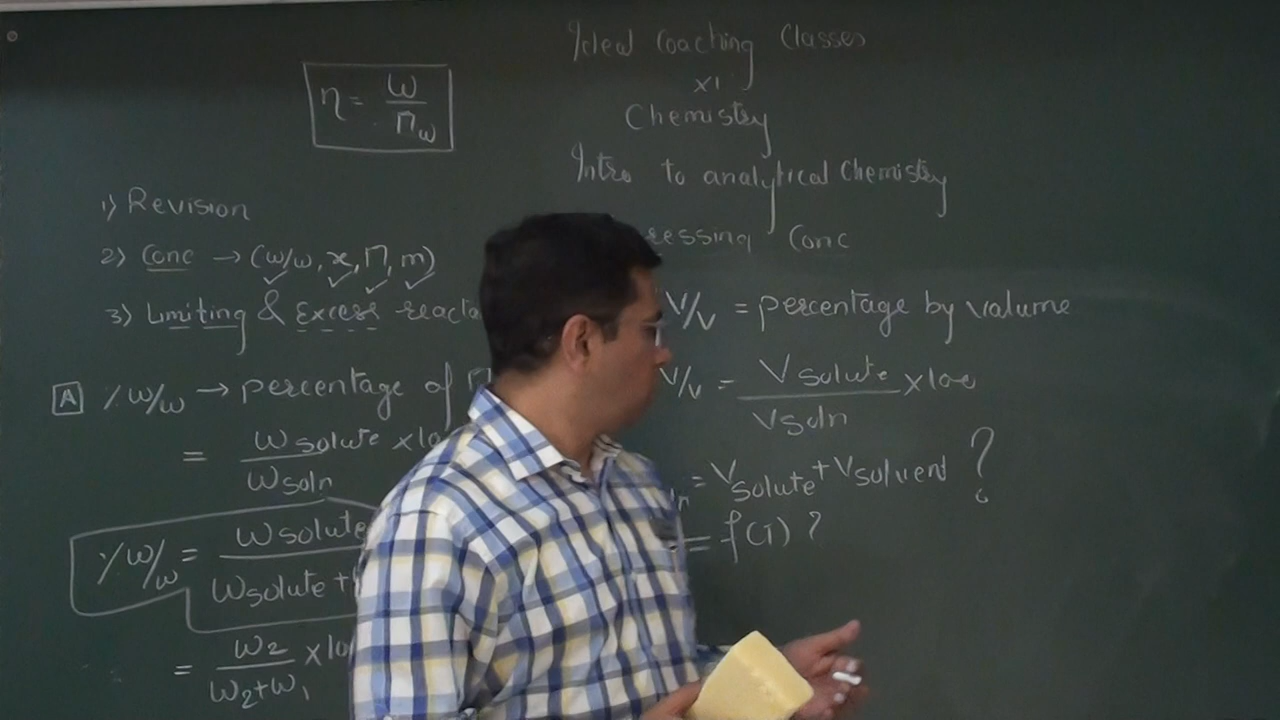 η = w / Mw
1) Revision
2) Conc → (w/w, x, M, m)
3) Limiting & Excess reacta
A % w/w → percentage of
= Wsolute / Wsoln × 10
% w/w = Wsolute / Wsolute +
= W2 / W2+W1 × 10
Ideal Coaching Classes
XI
Chemistry
Intro to analytical Chemistry
ressing Conc
V/V = percentage by volume
V/V = Vsolute / Vsoln × 100
n = Vsolute + Vsolvent ?
= f(T) ?